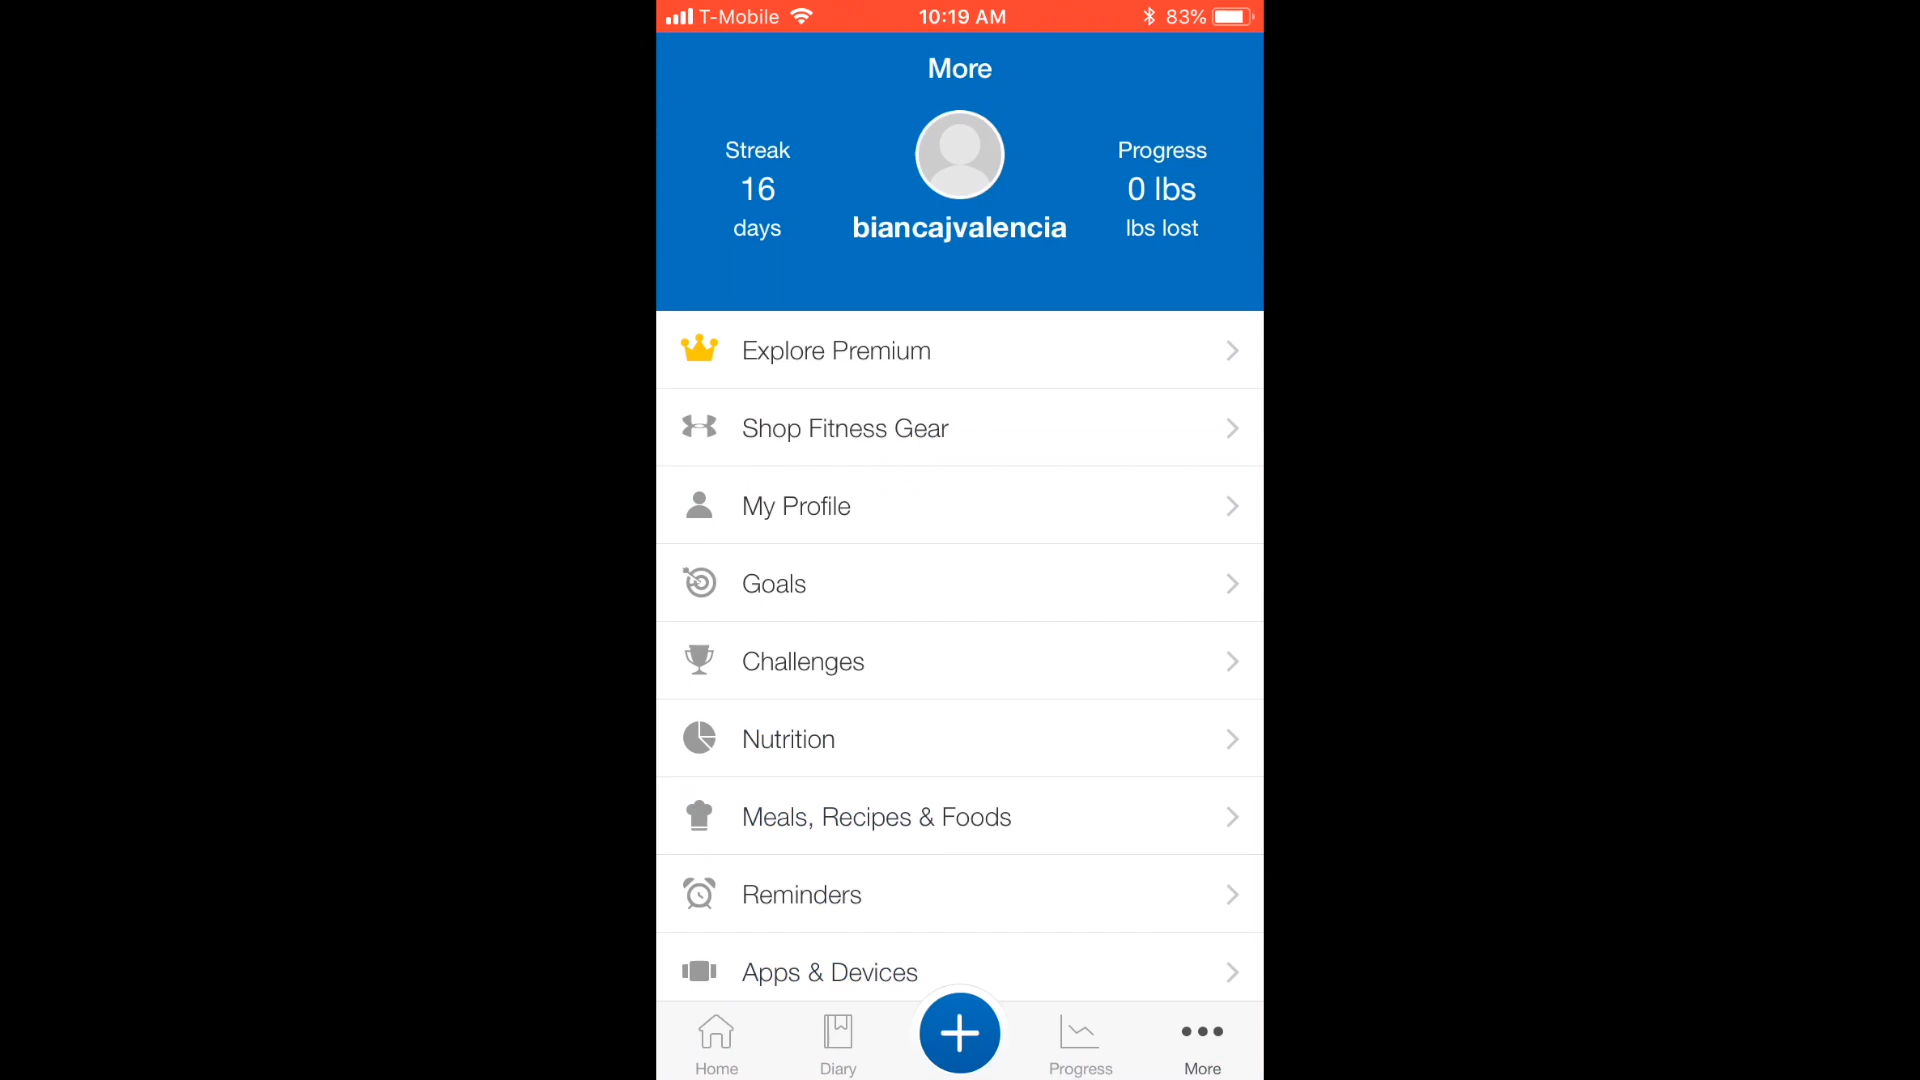 T-Mobile 10:19 AM 83%
More
Streak
16
days
biancajvalencia
Progress
0 lbs
lbs lost
Explore Premium
Shop Fitness Gear
My Profile
Goals
Challenges
Nutrition
Meals, Recipes & Foods
Reminders
Apps & Devices
Home Diary Progress More